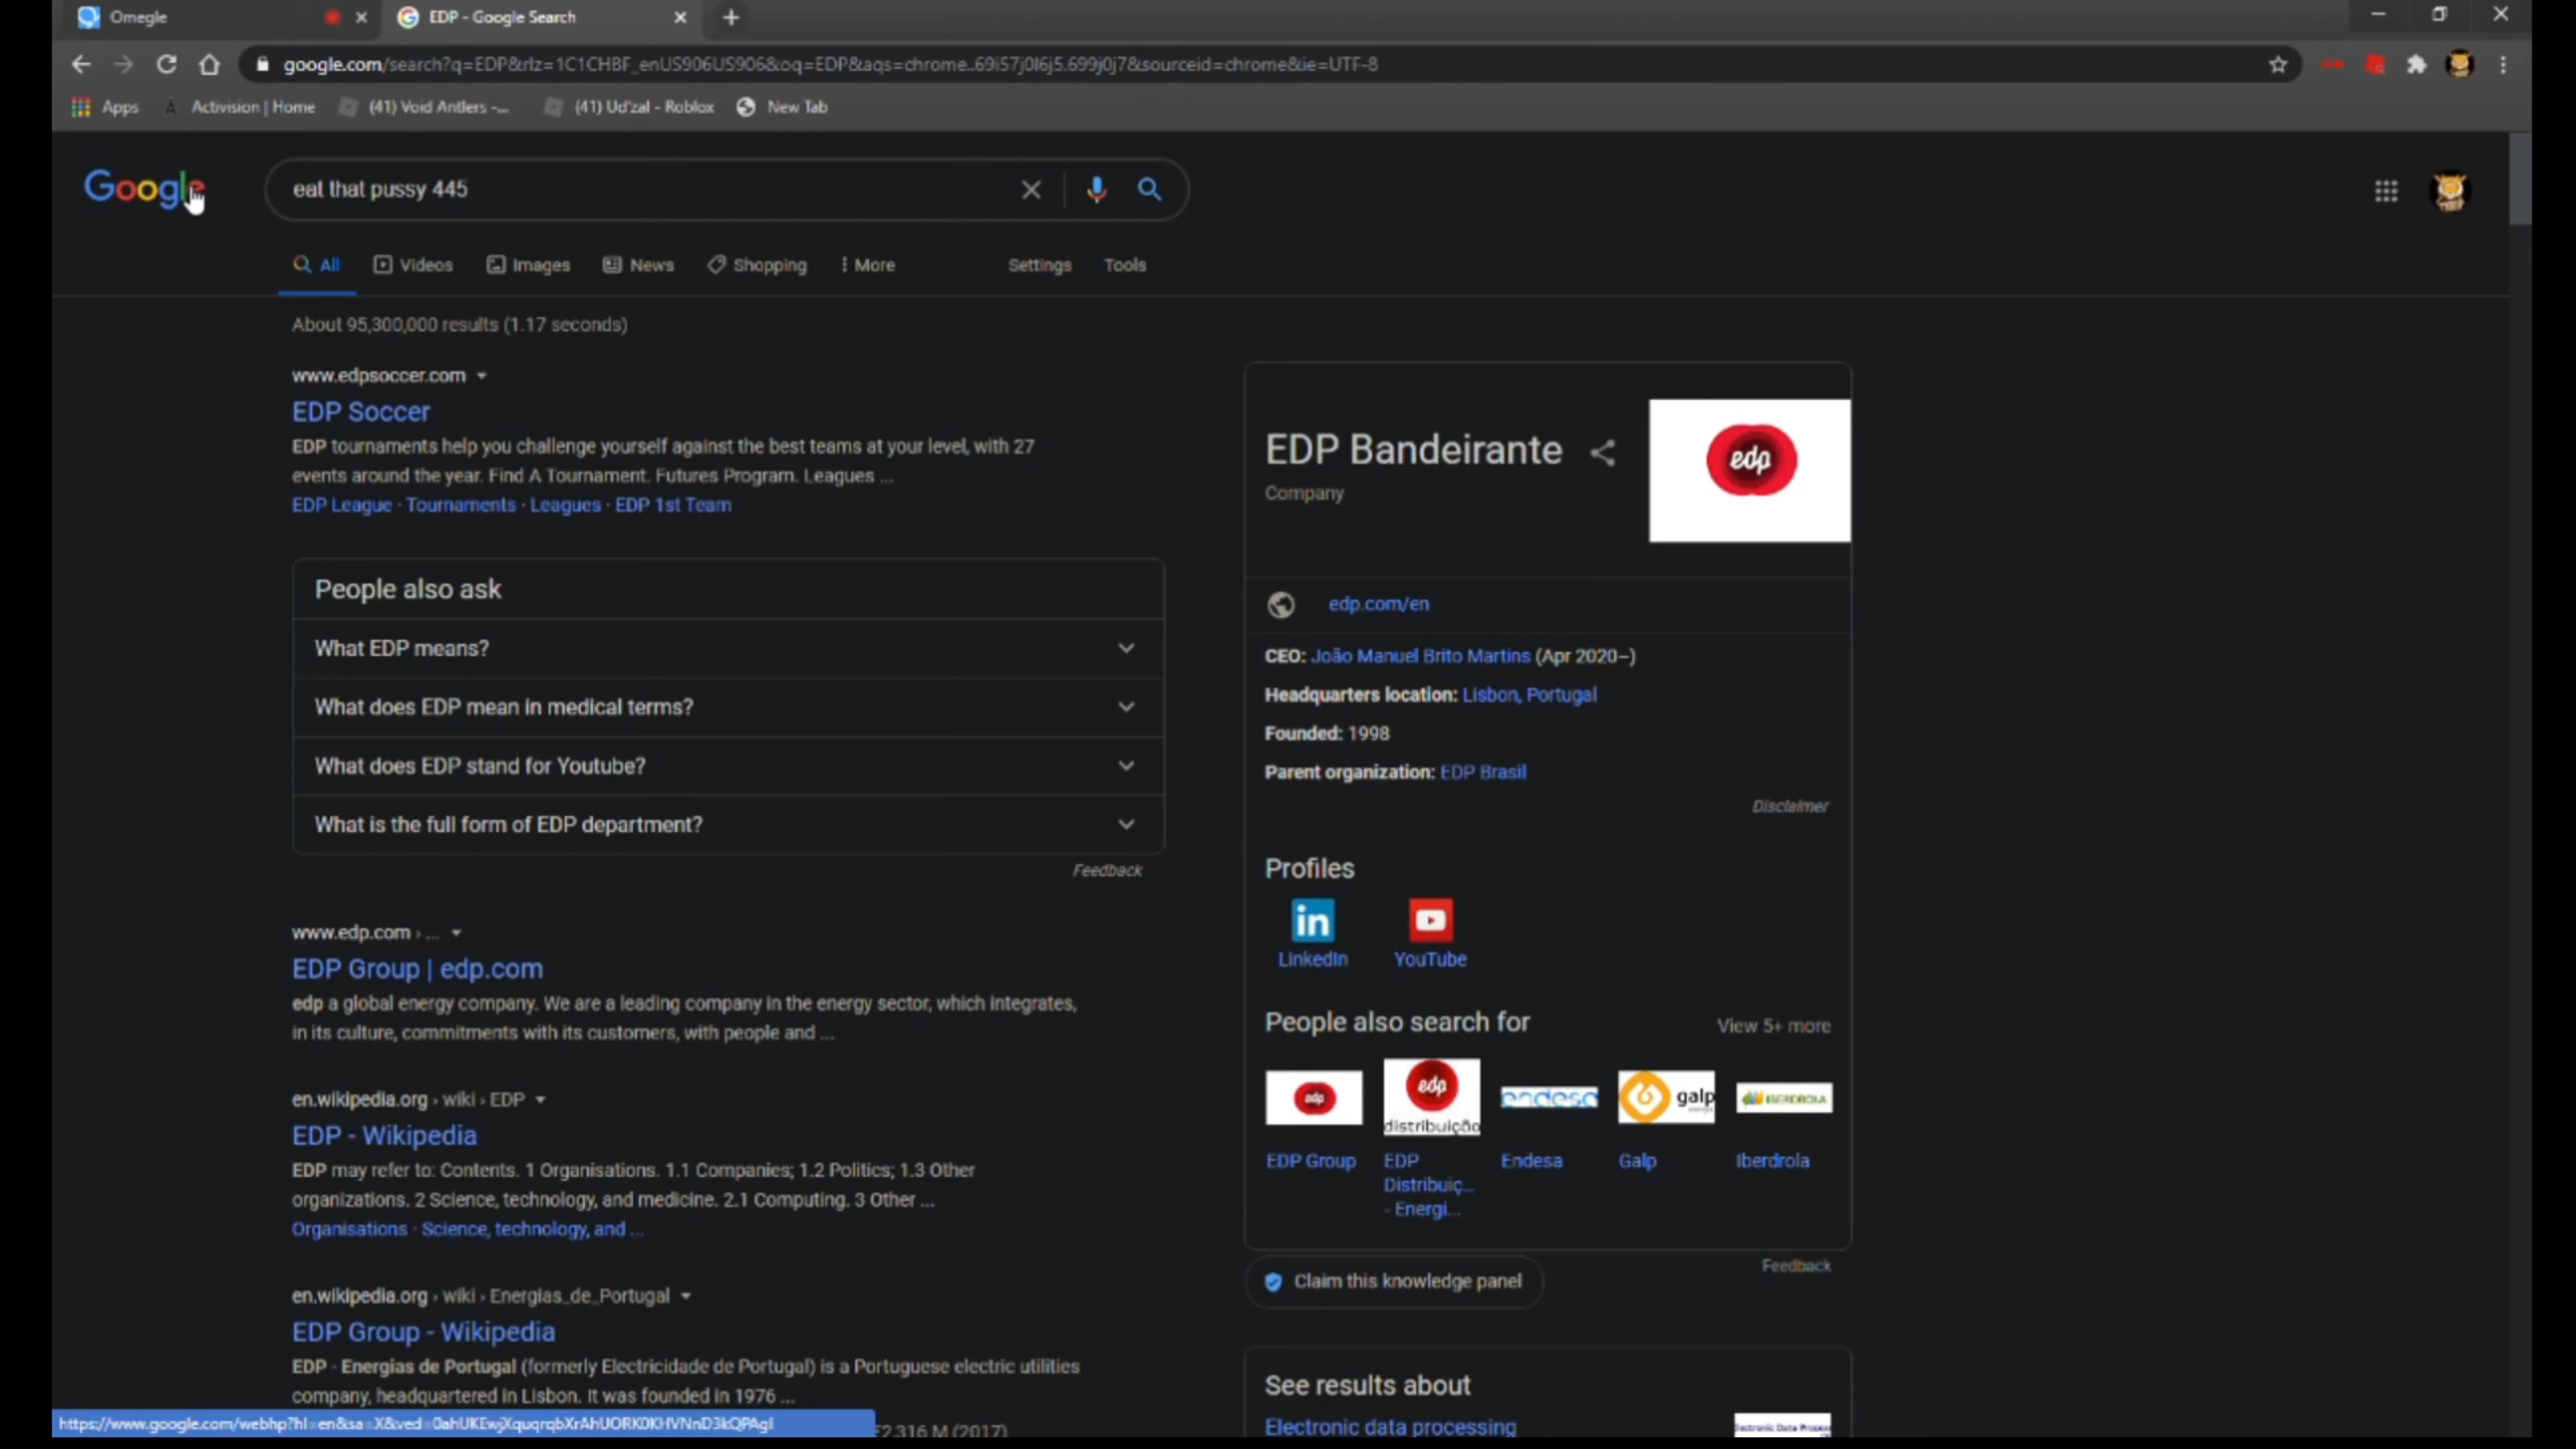 Omegle
EDP - Google Search
google.com/search?q=EDP&rlz=1C1CHBF_enUS906US906&oq=EDP&aqs=chrome..69i57j0l6j5.699j0j7&sourceid=chrome&ie=UTF-8
Apps
Activision | Home
(41) Void Antlers -...
(41) Ud'zal - Roblox
New Tab
Google
eat that pussy 445
All
Videos
Images
News
Shopping
More
Settings
Tools
About 95,300,000 results (1.17 seconds)
www.edpsoccer.com
EDP Soccer
EDP tournaments help you challenge yourself against the best teams at your level, with 27
events around the year. Find A Tournament. Futures Program. Leagues ...
EDP League · Tournaments · Leagues · EDP 1st Team
People also ask
What EDP means?
What does EDP mean in medical terms?
What does EDP stand for Youtube?
What is the full form of EDP department?
Feedback
www.edp.com › ...
EDP Group | edp.com
edp a global energy company. We are a leading company in the energy sector, which integrates,
in its culture, commitments with its customers, with people and ...
en.wikipedia.org › wiki › EDP
EDP - Wikipedia
EDP may refer to: Contents. 1 Organisations. 1.1 Companies; 1.2 Politics; 1.3 Other
organizations. 2 Science, technology, and medicine. 2.1 Computing. 3 Other ...
Organisations · Science, technology, and ...
en.wikipedia.org › wiki › Energias_de_Portugal
EDP Group - Wikipedia
EDP - Energias de Portugal (formerly Electricidade de Portugal) is a Portuguese electric utilities
company, headquartered in Lisbon. It was founded in 1976 ...
2.316 M (2017)
EDP Bandeirante
Company
edp
edp.com/en
CEO: João Manuel Brito Martins (Apr 2020–)
Headquarters location: Lisbon, Portugal
Founded: 1998
Parent organization: EDP Brasil
Disclaimer
Profiles
in
LinkedIn
YouTube
People also search for
View 5+ more
edp
edp
distribuição
endesa
galp
IBERDROLA
EDP Group
EDP
Distribuiç...
- Energi...
Endesa
Galp
Iberdrola
Feedback
Claim this knowledge panel
See results about
Electronic data processing